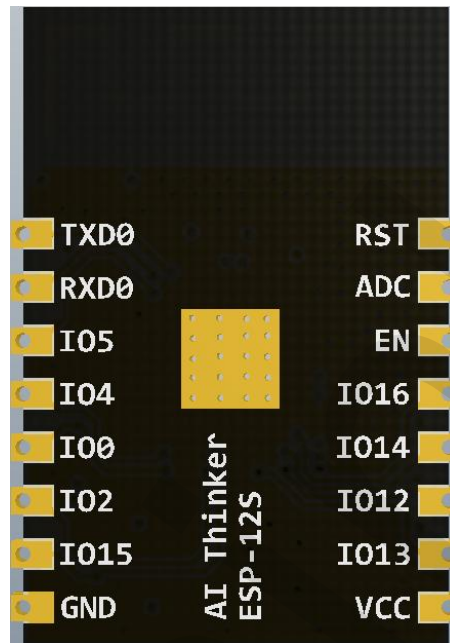 TXD0
RXD0
IO5
IO4
IO0
IO2
IO15
GND
RST
ADC
EN
IO16
IO14
IO12
IO13
VCC
AI Thinker
ESP-12S